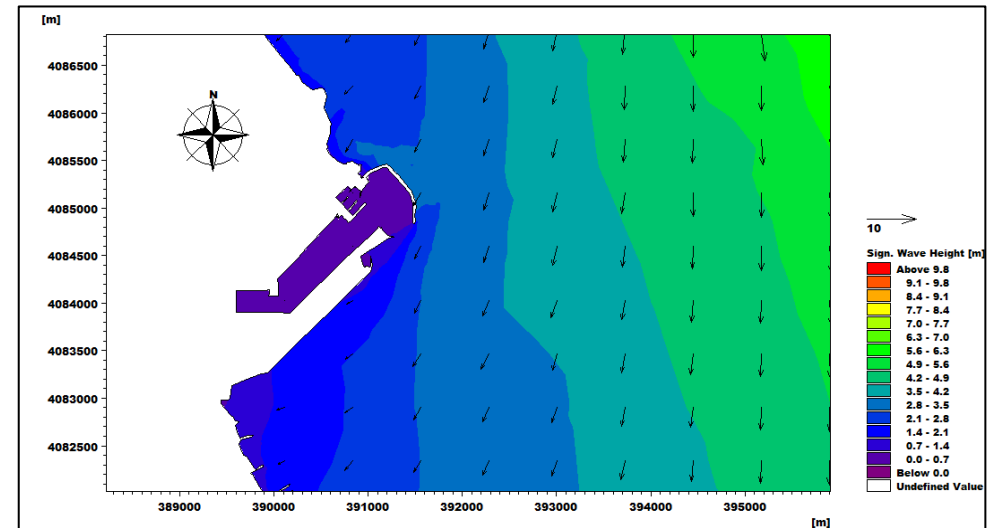 [m]
4086500
4086000
4085500
4085000
4084500
4084000
4083500
4083000
4082500
N
389000 390000 391000 392000 393000 394000 395000
[m]
10
Sign. Wave Height [m]
Above 9.8
9.1 - 9.8
8.4 - 9.1
7.7 - 8.4
7.0 - 7.7
6.3 - 7.0
5.6 - 6.3
4.9 - 5.6
4.2 - 4.9
3.5 - 4.2
2.8 - 3.5
2.1 - 2.8
1.4 - 2.1
0.7 - 1.4
0.0 - 0.7
Below 0.0
Undefined Value